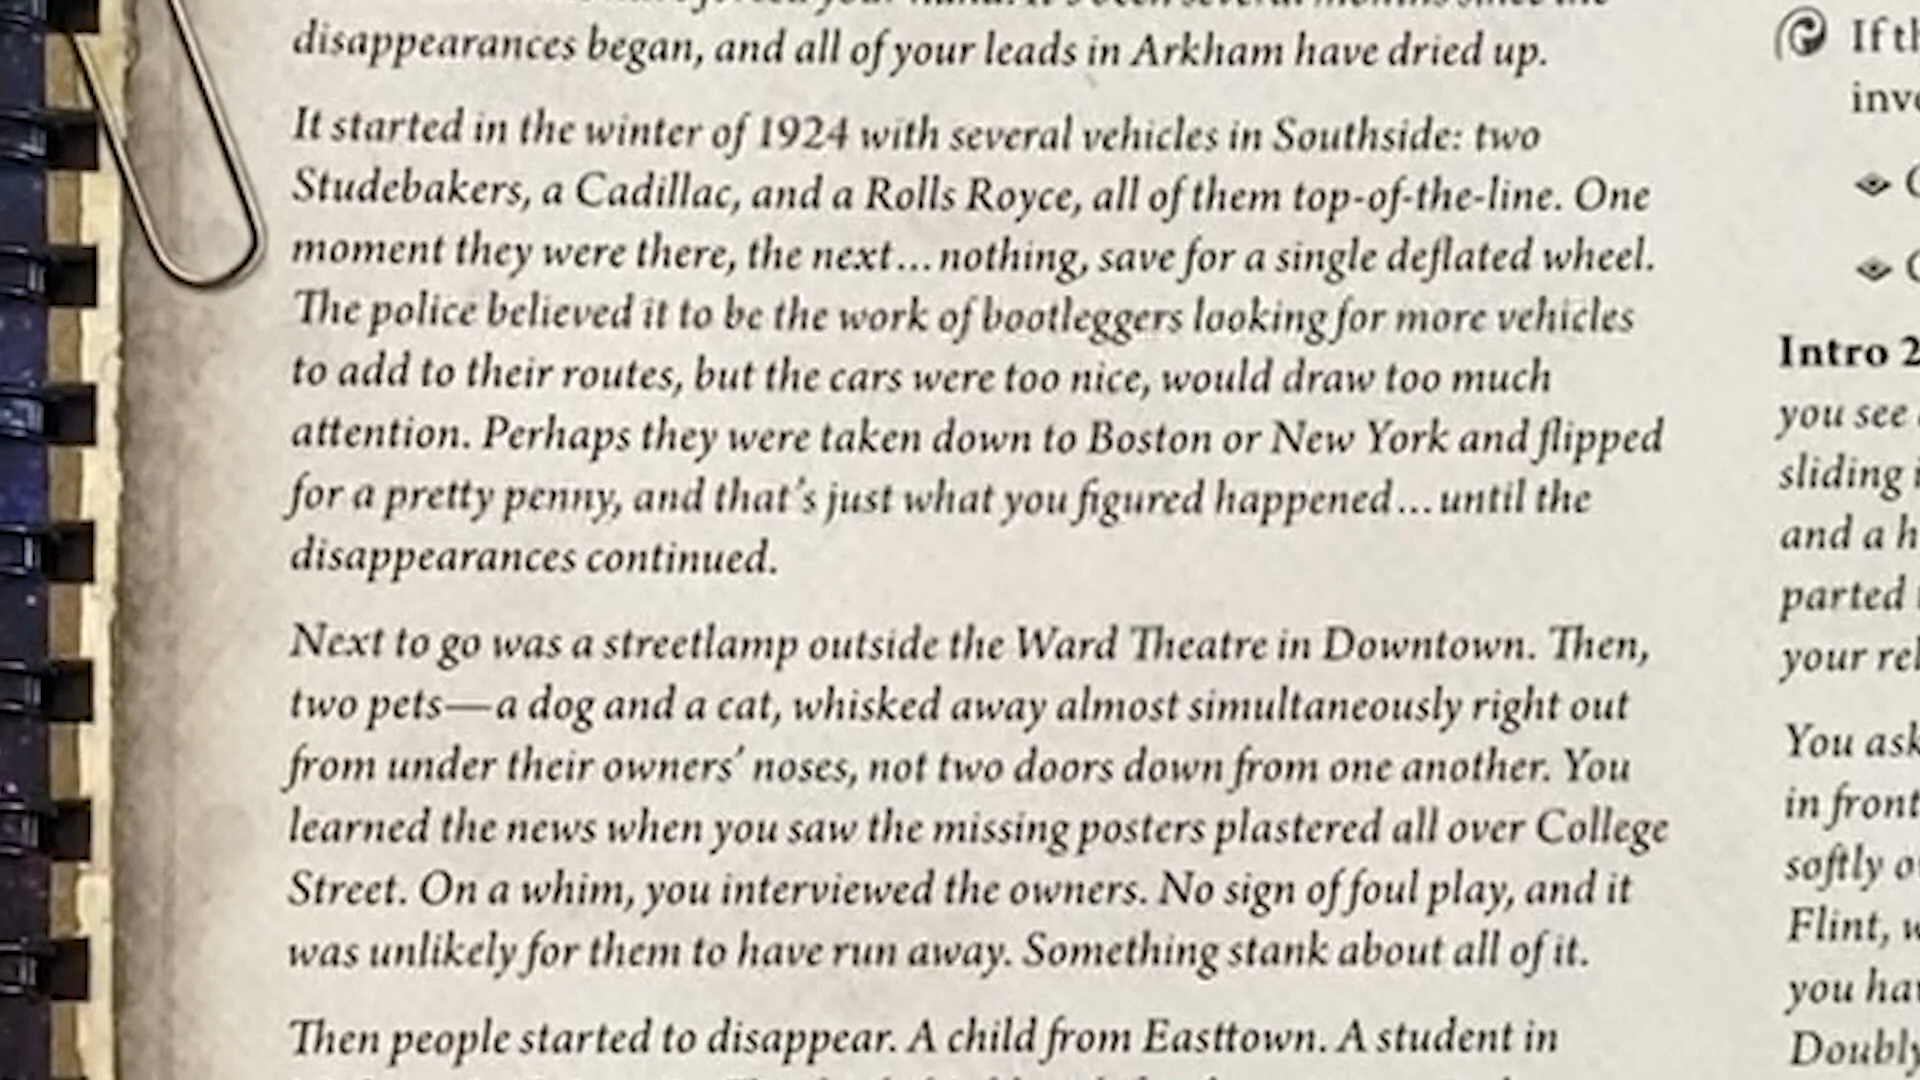 disappearances began, and all of your leads in Arkham have dried up.
It started in the winter of 1924 with several vehicles in Southside: two
Studebakers, a Cadillac, and a Rolls Royce, all of them top-of-the-line. One
moment they were there, the next…nothing, save for a single deflated wheel.
The police believed it to be the work of bootleggers looking for more vehicles
to add to their routes, but the cars were too nice, would draw too much
attention. Perhaps they were taken down to Boston or New York and flipped
for a pretty penny, and that's just what you figured happened…until the
disappearances continued.
Next to go was a streetlamp outside the Ward Theatre in Downtown. Then,
two pets—a dog and a cat, whisked away almost simultaneously right out
from under their owners' noses, not two doors down from one another. You
learned the news when you saw the missing posters plastered all over College
Street. On a whim, you interviewed the owners. No sign of foul play, and it
was unlikely for them to have run away. Something stank about all of it.
Then people started to disappear. A child from Easttown. A student in
If
Intro 2
you see
sliding
and a
parted
your
You
in front
softly
Flint,
you
Doubly